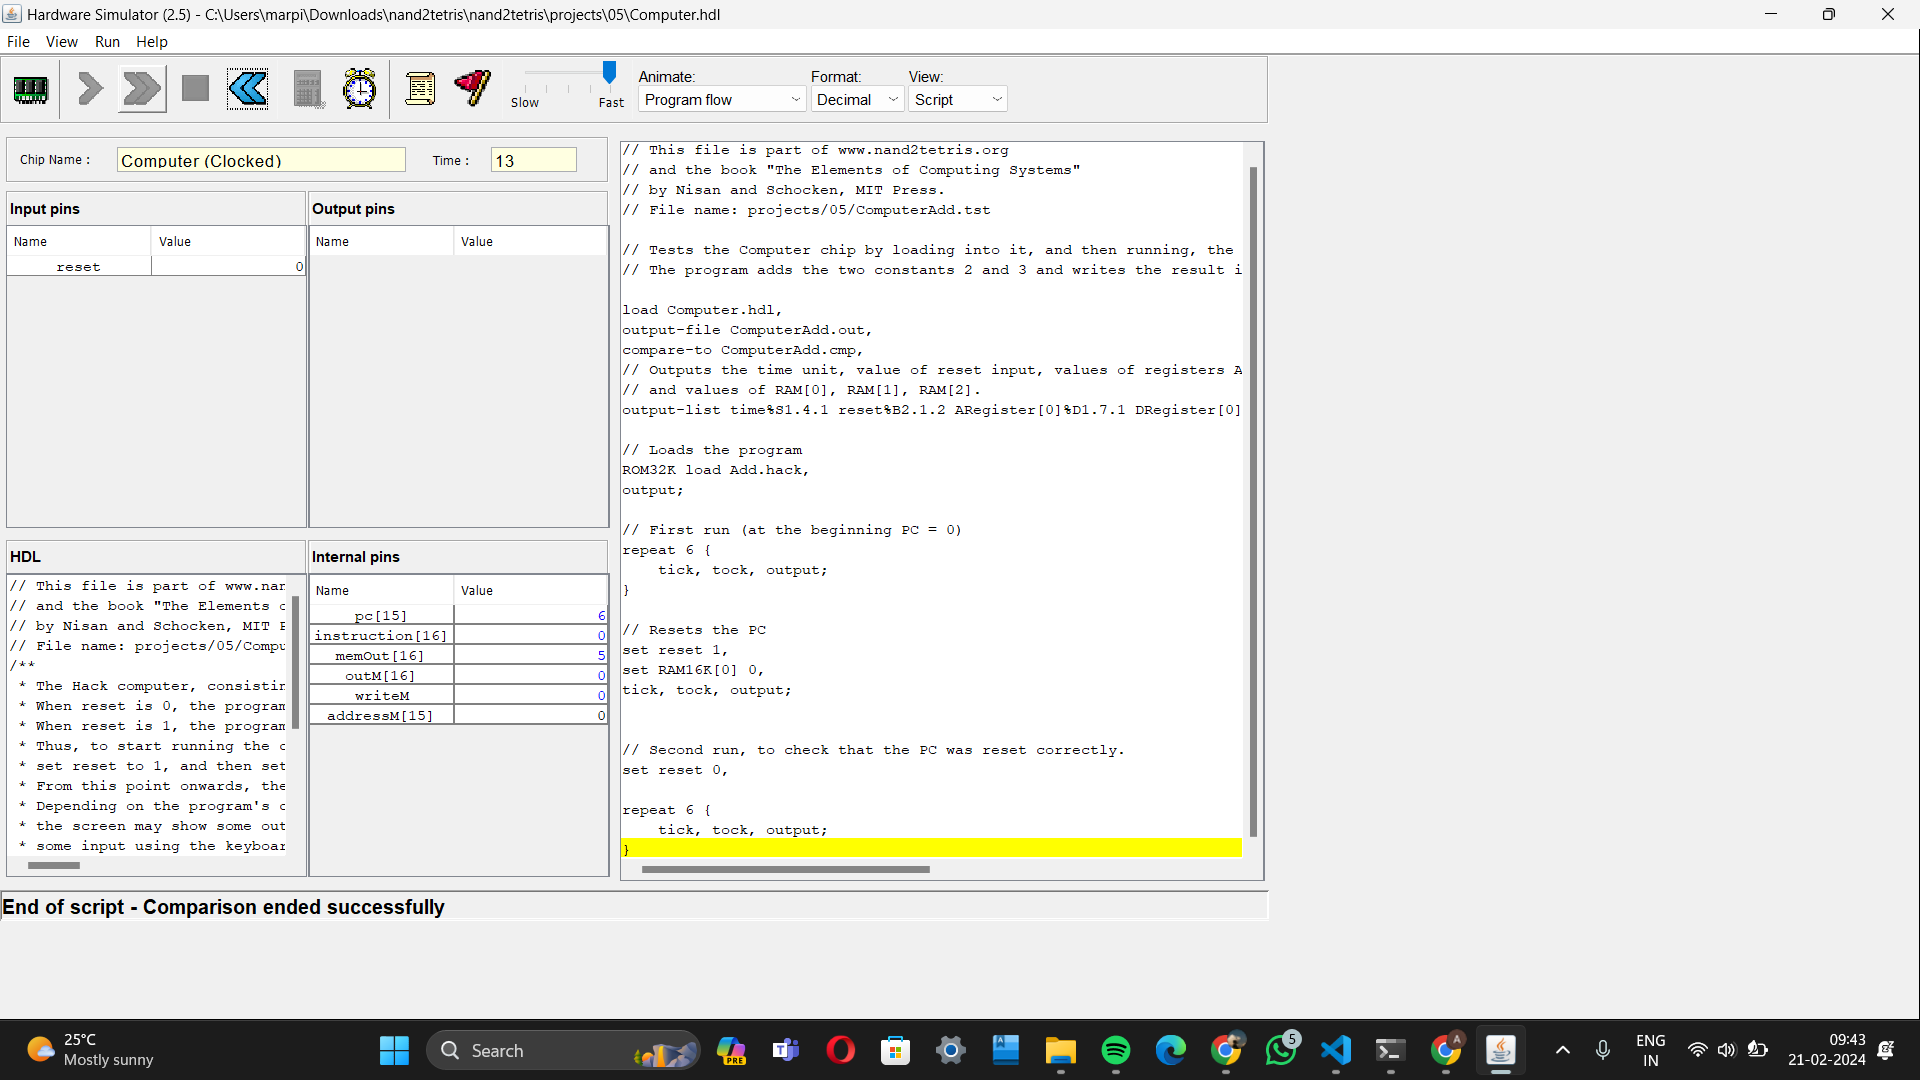 Hardware Simulator (2.5) - C:\Users\marpi\Downloads\nand2tetris\nand2tetris\projects\05\Computer.hdl
File View Run Help
Slow Fast
Animate: Format: View:
Program flow Decimal Script
Chip Name : Computer (Clocked) Time : 13
Input pins
Name Value
reset 0
Output pins
Name Value
HDL
// This file is part of www.nan
// and the book "The Elements o
// by Nisan and Schocken, MIT P
// File name: projects/05/Compu
/**
* The Hack computer, consistin
* When reset is 0, the program
* When reset is 1, the program
* Thus, to start running the c
* set reset to 1, and then set
* From this point onwards, the
* Depending on the program's c
* the screen may show some out
* some input using the keyboar
Internal pins
Name Value
pc[15] 6
instruction[16] 0
memOut[16] 5
outM[16] 0
writeM 0
addressM[15] 0
// This file is part of www.nand2tetris.org
// and the book "The Elements of Computing Systems"
// by Nisan and Schocken, MIT Press.
// File name: projects/05/ComputerAdd.tst
// Tests the Computer chip by loading into it, and then running, the
// The program adds the two constants 2 and 3 and writes the result i
load Computer.hdl,
output-file ComputerAdd.out,
compare-to ComputerAdd.cmp,
// Outputs the time unit, value of reset input, values of registers A
// and values of RAM[0], RAM[1], RAM[2].
output-list time%S1.4.1 reset%B2.1.2 ARegister[0]%D1.7.1 DRegister[0]
// Loads the program
ROM32K load Add.hack,
output;
// First run (at the beginning PC = 0)
repeat 6 {
tick, tock, output;
}
// Resets the PC
set reset 1,
set RAM16K[0] 0,
tick, tock, output;
// Second run, to check that the PC was reset correctly.
set reset 0,
repeat 6 {
tick, tock, output;
}
End of script - Comparison ended successfully
25°C
Mostly sunny
Search
PRE
5
A
ENG
IN
09:43
21-02-2024